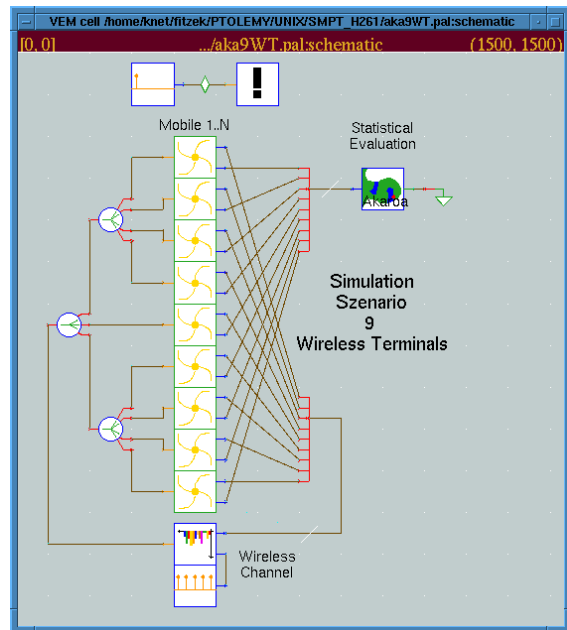 VEM cell /home/knet/fitzek/PTOLEMY/UNIX/SMPT_H261/aka9WT.pal:schematic
[0, 0] .../aka9WT.pal:schematic (1500, 1500)
!
Mobile 1..N
Statistical
Evaluation
Akaroa
Simulation
Szenario
9
Wireless Terminals
Wireless
Channel